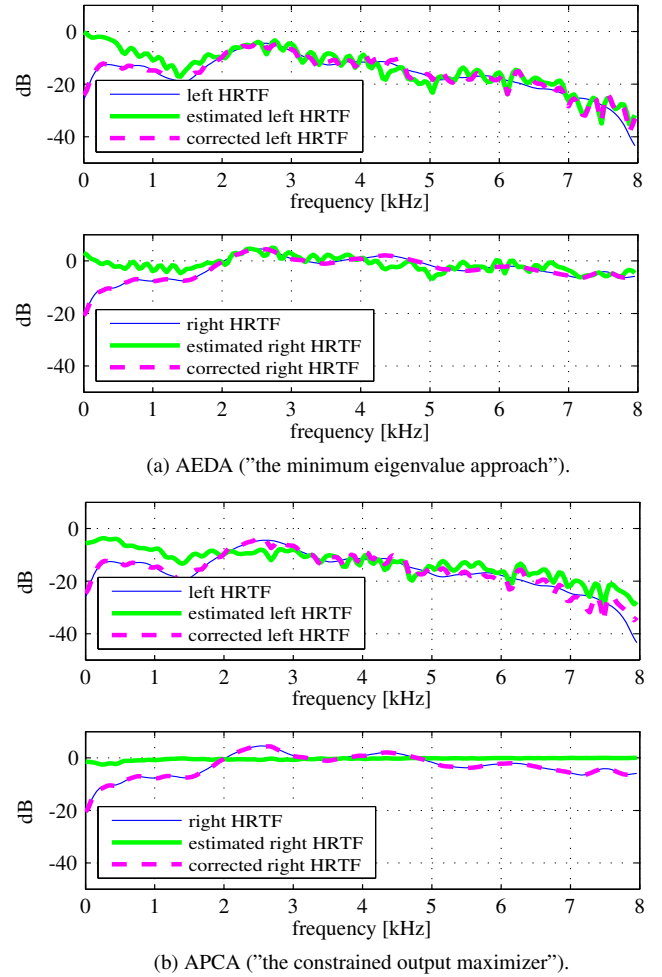 0
-20
-40
dB
left HRTF
estimated left HRTF
corrected left HRTF
0 1 2 3 4 5 6 7 8
frequency [kHz]
0
-20
-40
dB
right HRTF
estimated right HRTF
corrected right HRTF
0 1 2 3 4 5 6 7 8
frequency [kHz]
(a) AEDA (”the minimum eigenvalue approach”).
0
-20
-40
dB
left HRTF
estimated left HRTF
corrected left HRTF
0 1 2 3 4 5 6 7 8
frequency [kHz]
0
-20
-40
dB
right HRTF
estimated right HRTF
corrected right HRTF
0 1 2 3 4 5 6 7 8
frequency [kHz]
(b) APCA (”the constrained output maximizer”).